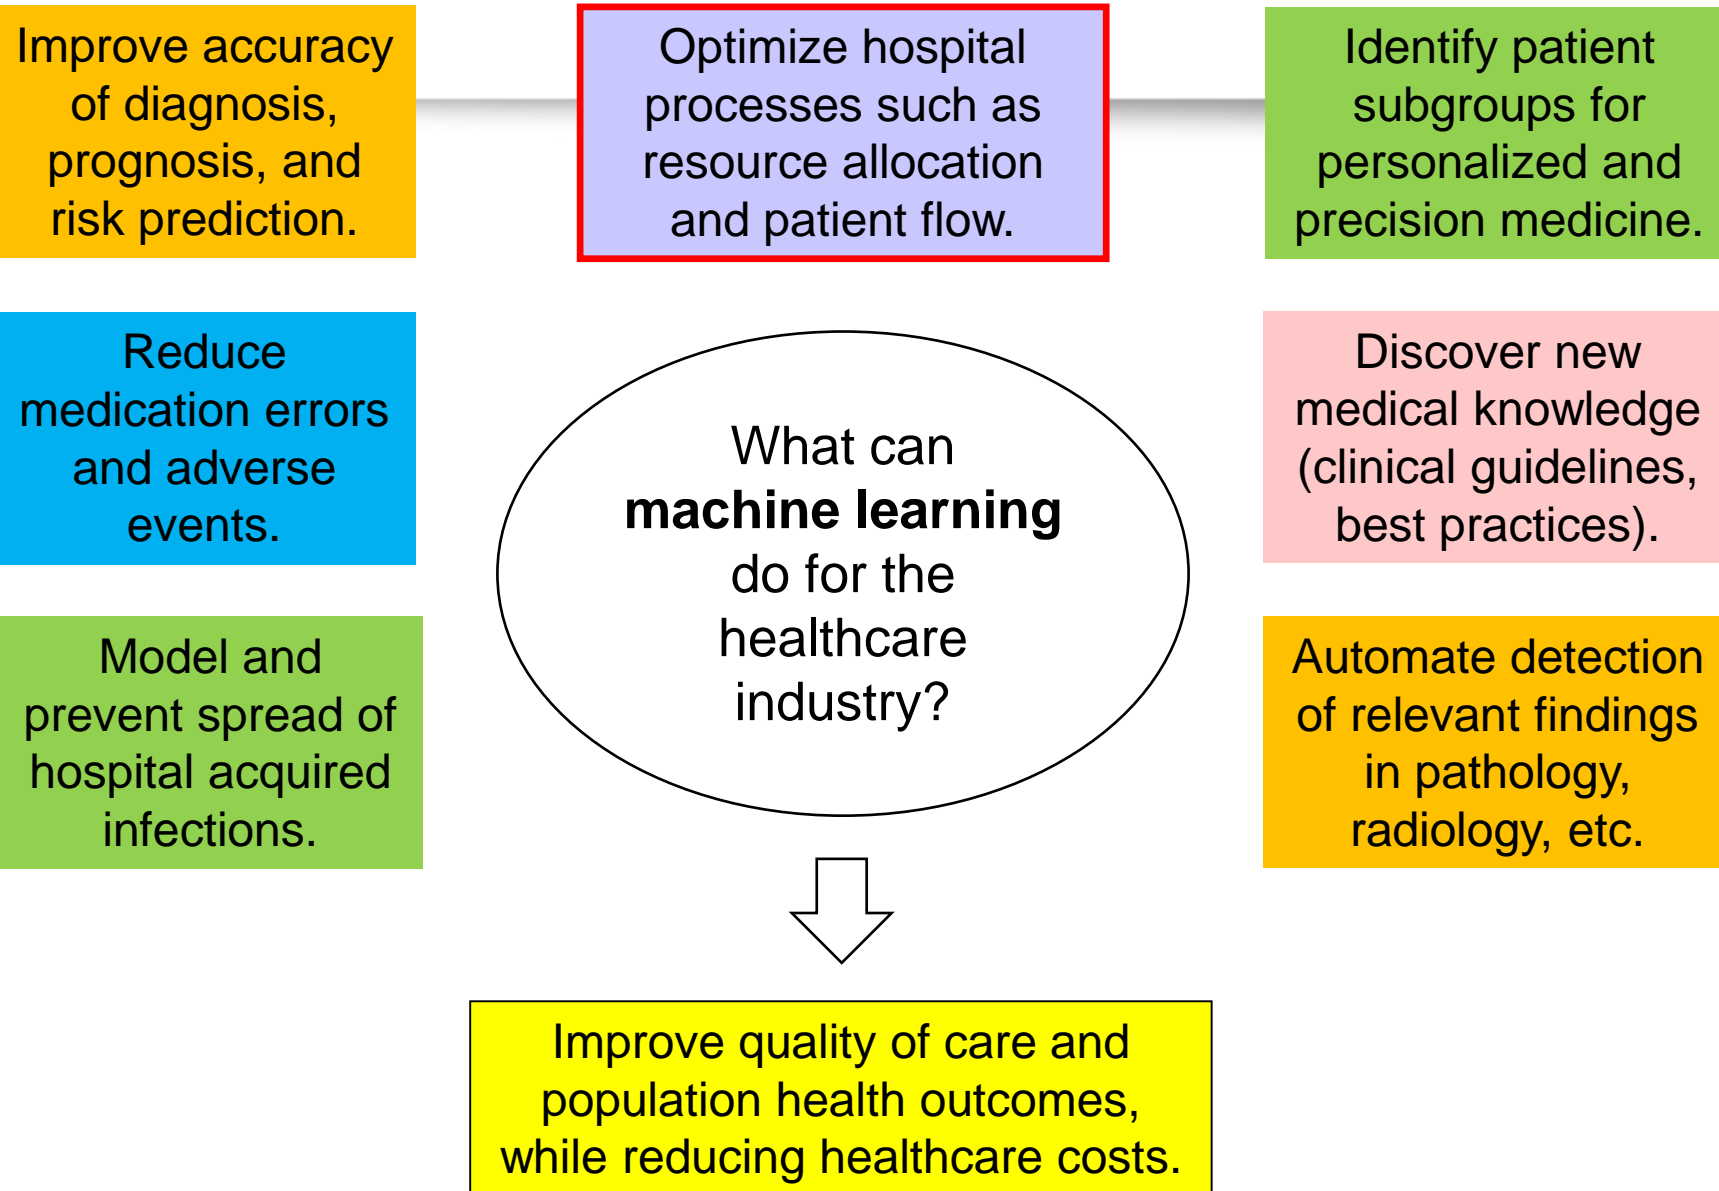 Improve accuracy
of diagnosis,
prognosis, and
risk prediction.
Optimize hospital
processes such as
resource allocation
and patient flow.
Identify patient
subgroups for
personalized and
precision medicine.
Reduce
medication errors
and adverse
events.
What can
machine learning
do for the
healthcare
industry?
Discover new
medical knowledge
(clinical guidelines,
best practices).
Model and
prevent spread of
hospital acquired
infections.
Automate detection
of relevant findings
in pathology,
radiology, etc.
Improve quality of care and
population health outcomes,
while reducing healthcare costs.